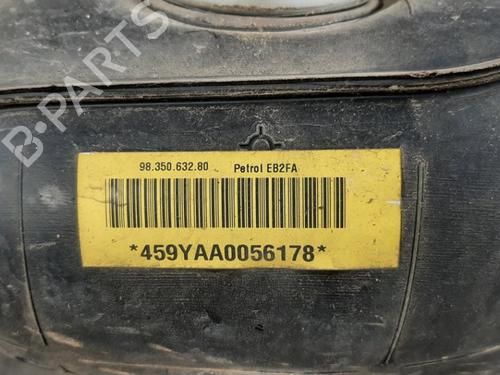 B-PARTS
98.350.632.80 Petrol EB2FA
*459YAA0056178*